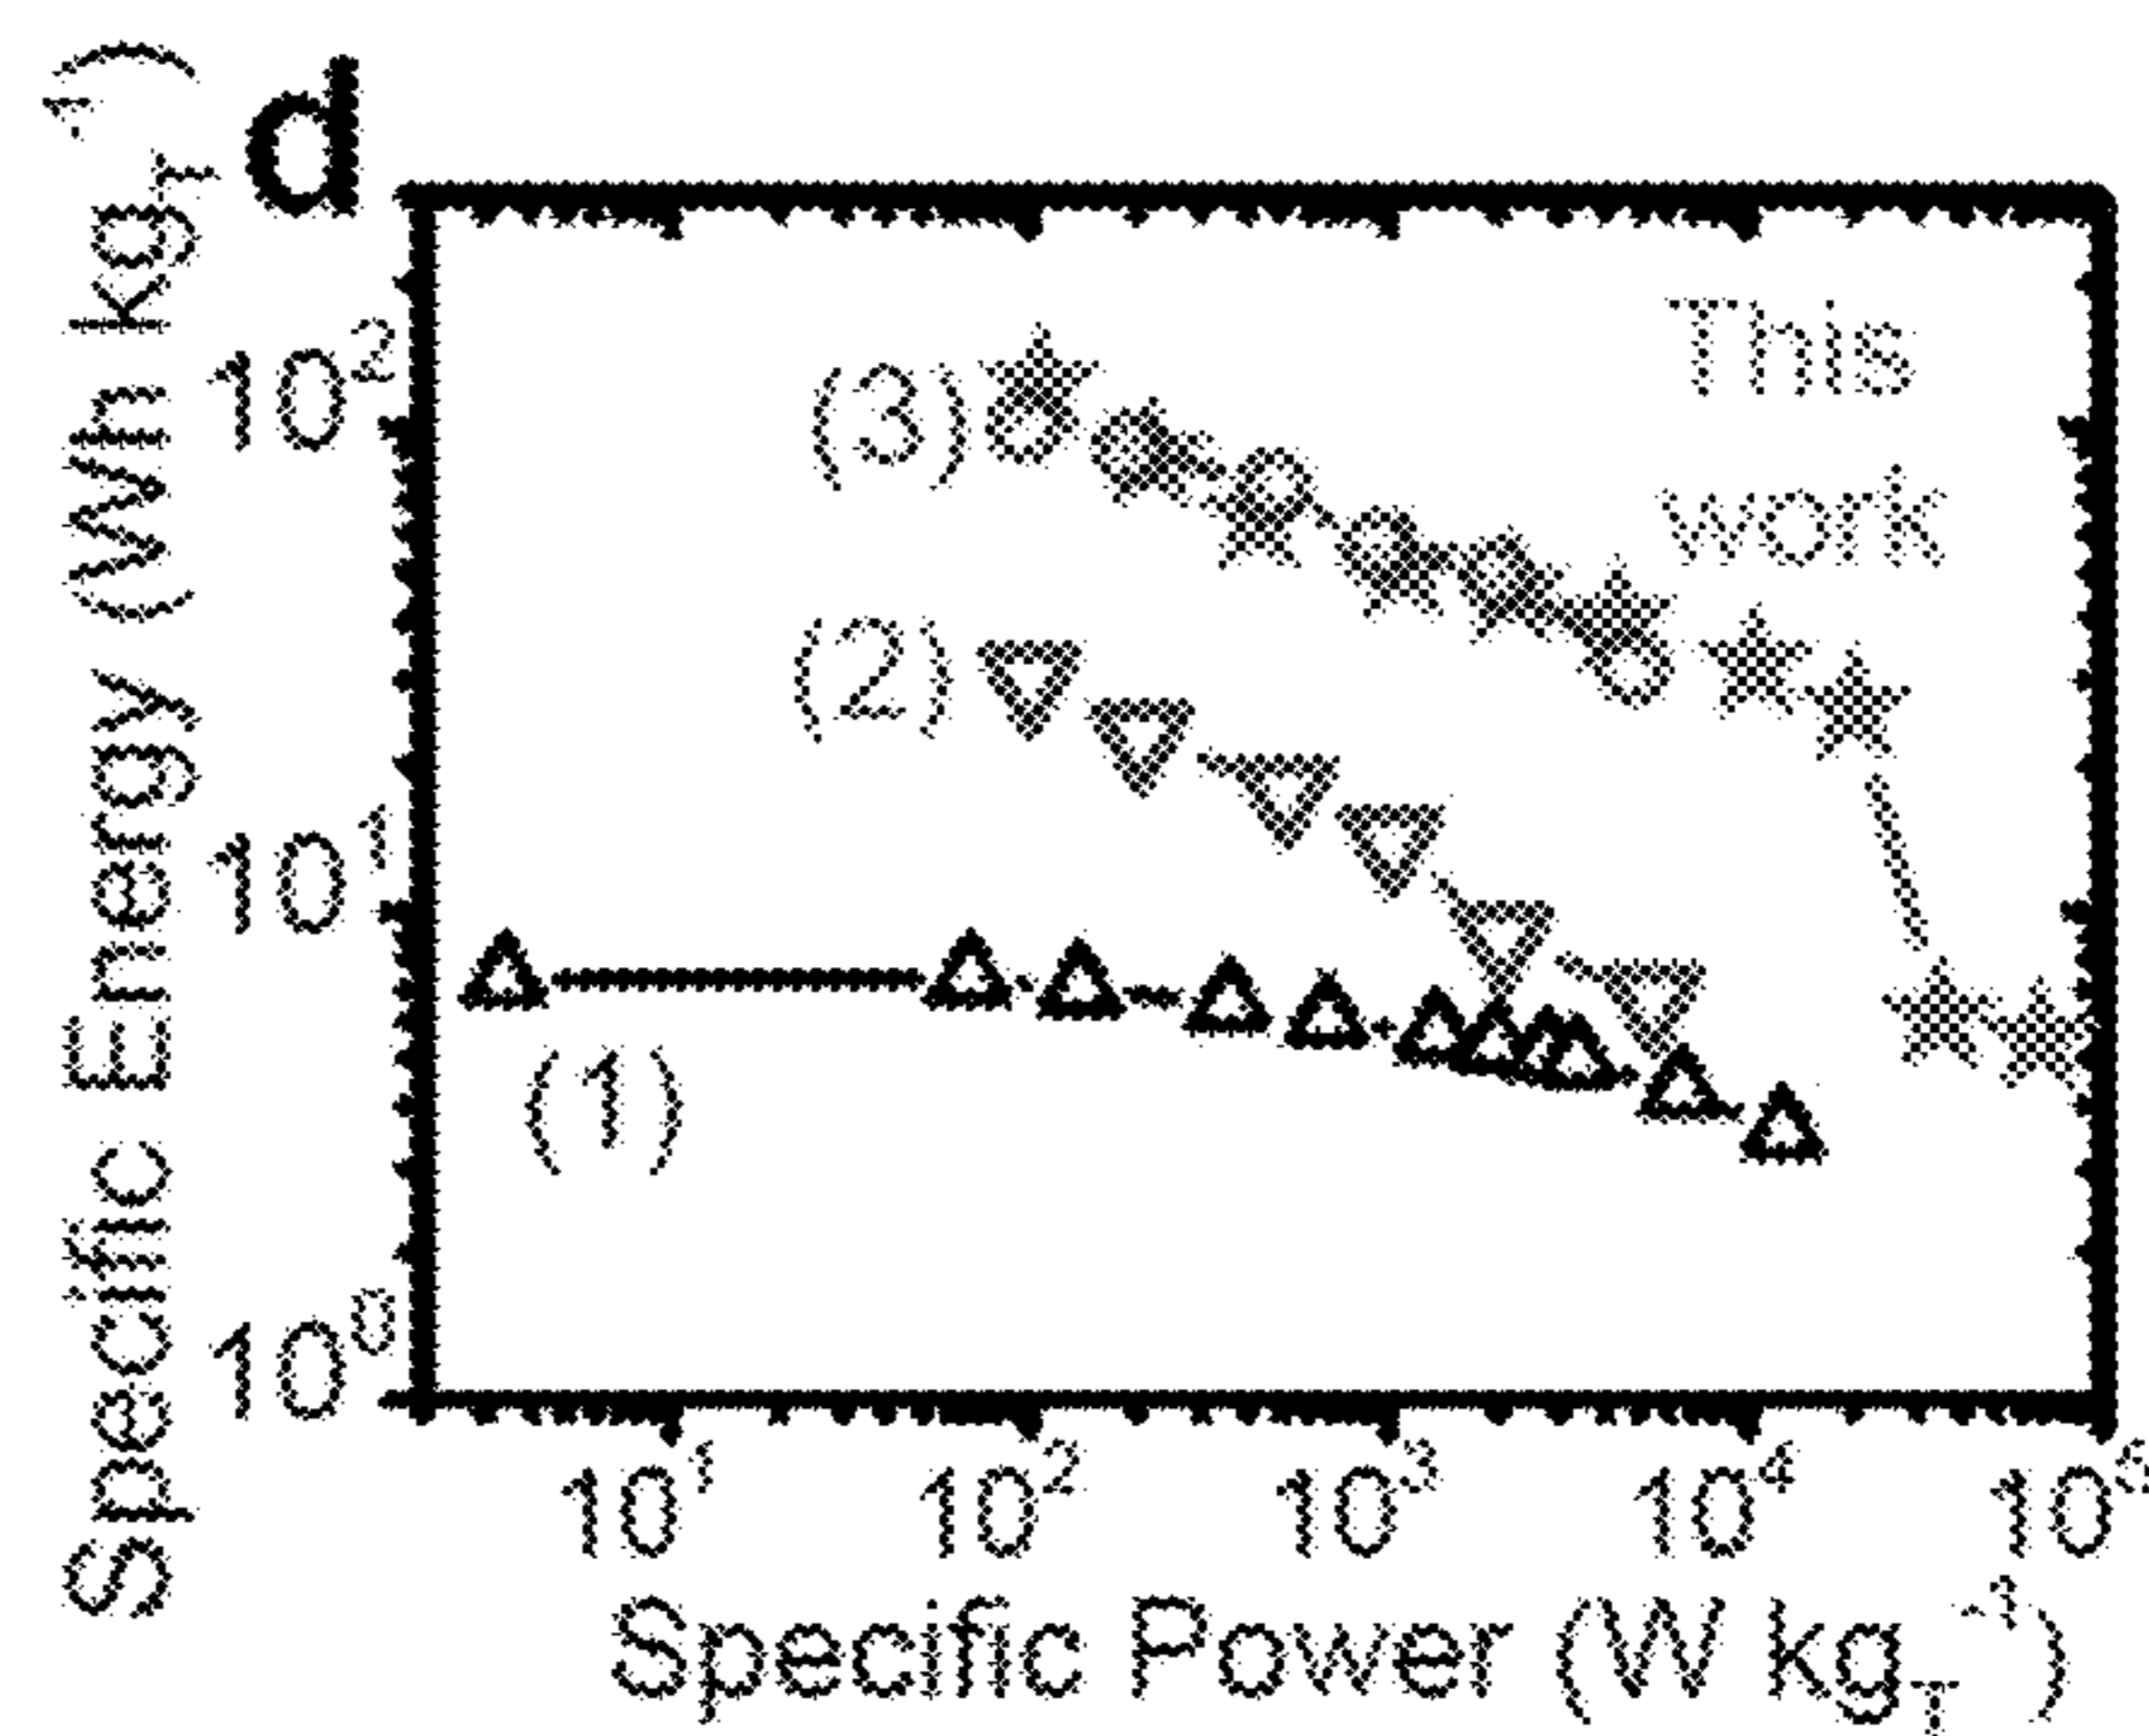 d
Specific Energy (Wh kg_T^-1)
10^2
10^1
10^0
This
work
(3)
(2)
(1)
10^1 10^2 10^3 10^4 10^5
Specific Power (W kg_T^-1)